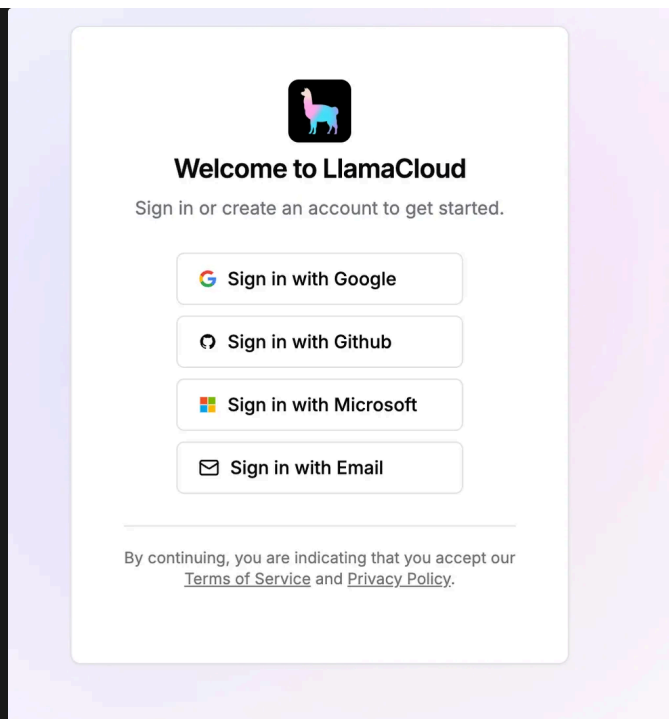 Welcome to LlamaCloud
Sign in or create an account to get started.
Sign in with Google
Sign in with Github
Sign in with Microsoft
Sign in with Email
By continuing, you are indicating that you accept our
Terms of Service and Privacy Policy.